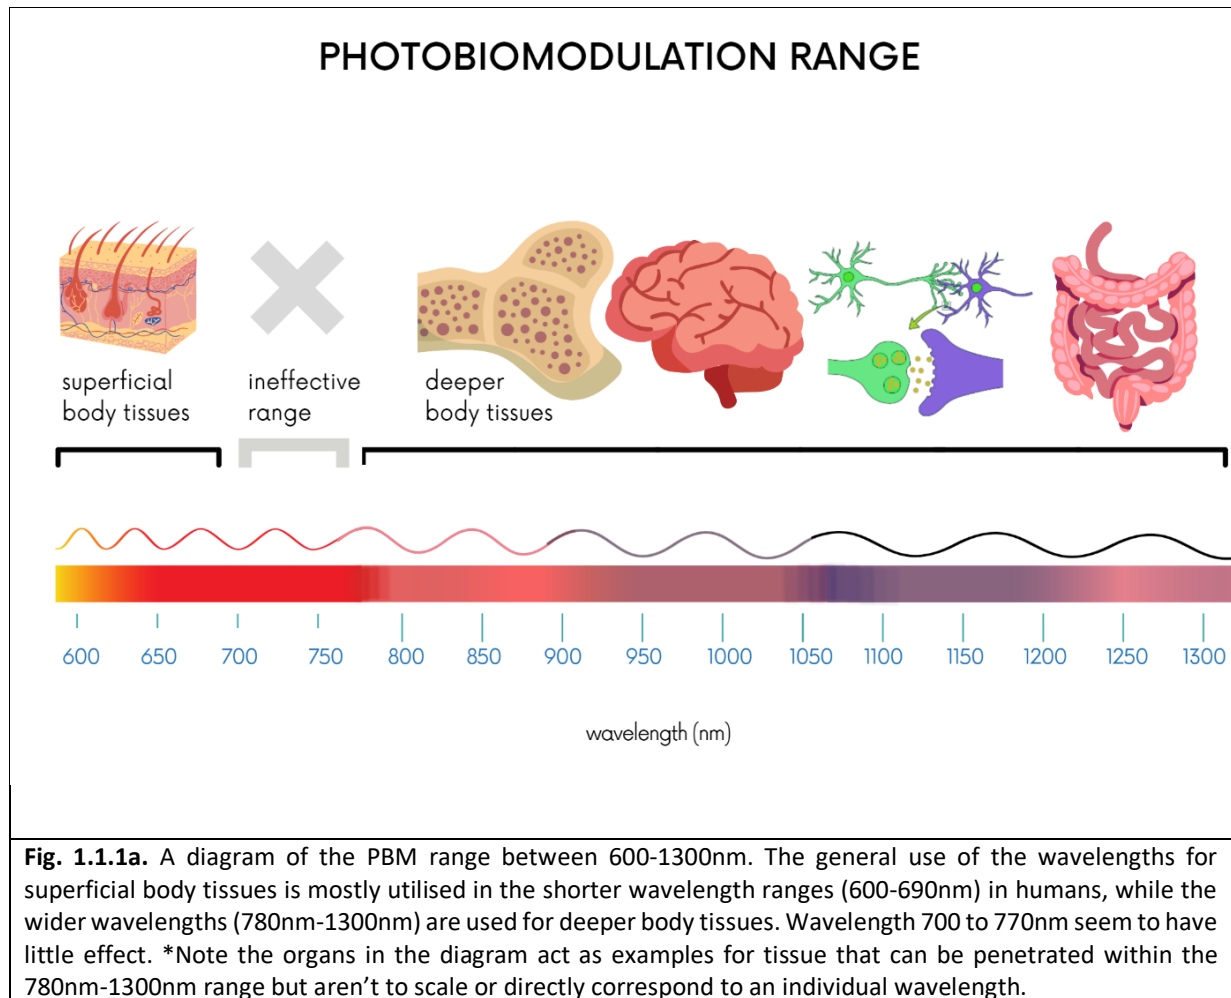 PHOTOBIOMODULATION RANGE
superficial
body tissues
ineffective
range
deeper
body tissues
600 650 700 750 800 850 900 950 1000 1050 1100 1150 1200 1250 1300
wavelength (nm)
Fig. 1.1.1a. A diagram of the PBM range between 600-1300nm. The general use of the wavelengths for
superficial body tissues is mostly utilised in the shorter wavelength ranges (600-690nm) in humans, while the
wider wavelengths (780nm-1300nm) are used for deeper body tissues. Wavelength 700 to 770nm seem to have
little effect. *Note the organs in the diagram act as examples for tissue that can be penetrated within the
780nm-1300nm range but aren’t to scale or directly correspond to an individual wavelength.